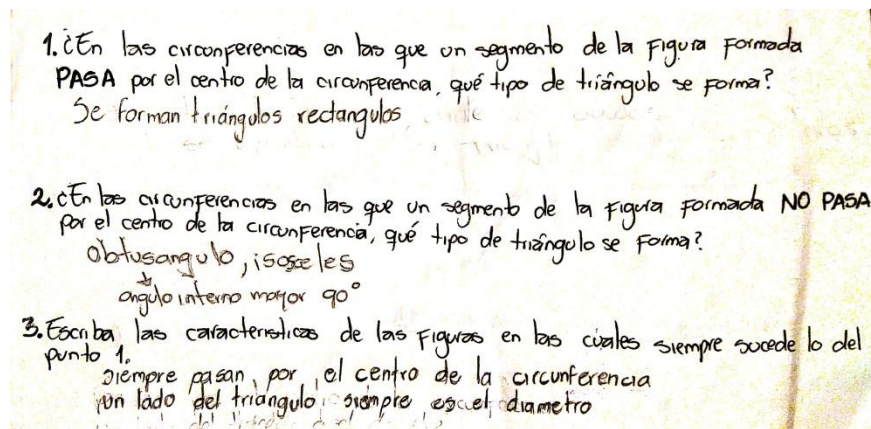 1. ¿En las circunferencias en las que un segmento de la Figura Formada
PASA por el centro de la circunferencia, qué tipo de triángulo se forma?
Se forman triángulos rectangulos
2. ¿En las circunferencias en las que un segmento de la Figura Formada NO PASA
por el centro de la circunferencia, qué tipo de triángulo se Forma?
obtusangulo, isosceles
angulo interno mayor 90°
3. Escriba las caracteristicas de las Figuras en las cuales siempre sucede lo del
punto 1.
siempre pasan por el centro de la circunferencia
un lado del triangulo siempre es el diametro